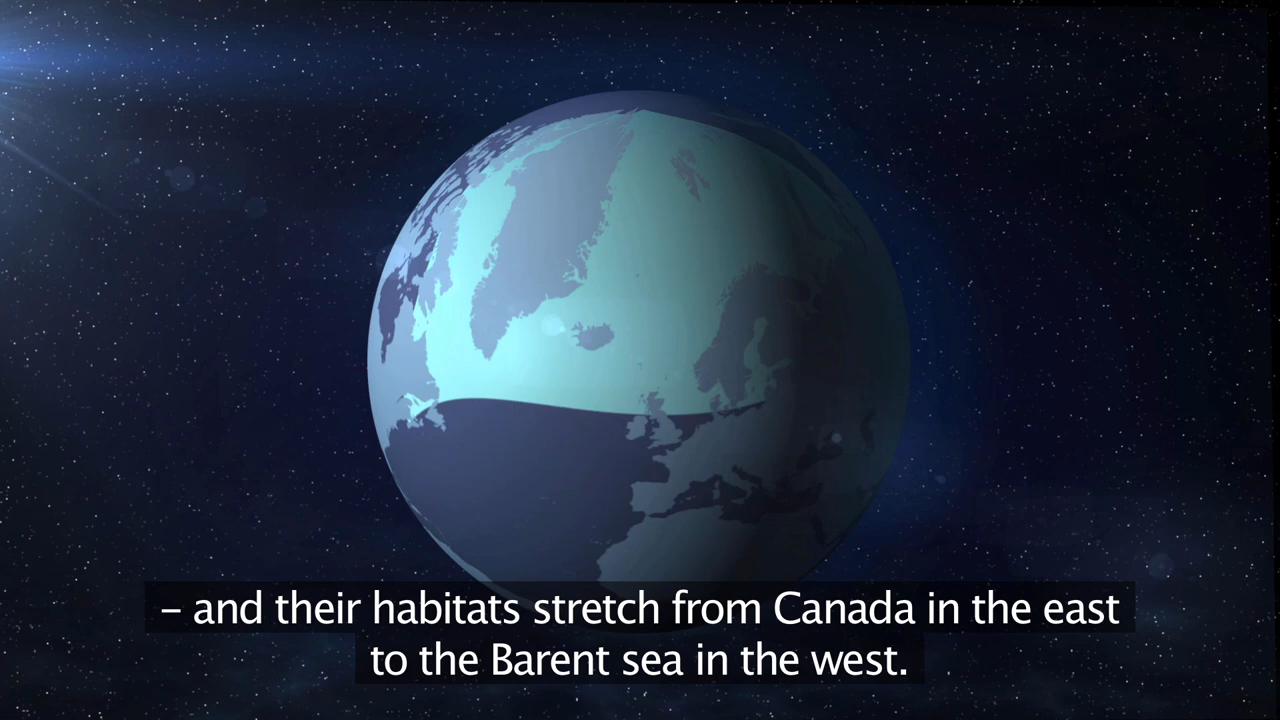 – and their habitats stretch from Canada in the east
to the Barent sea in the west.